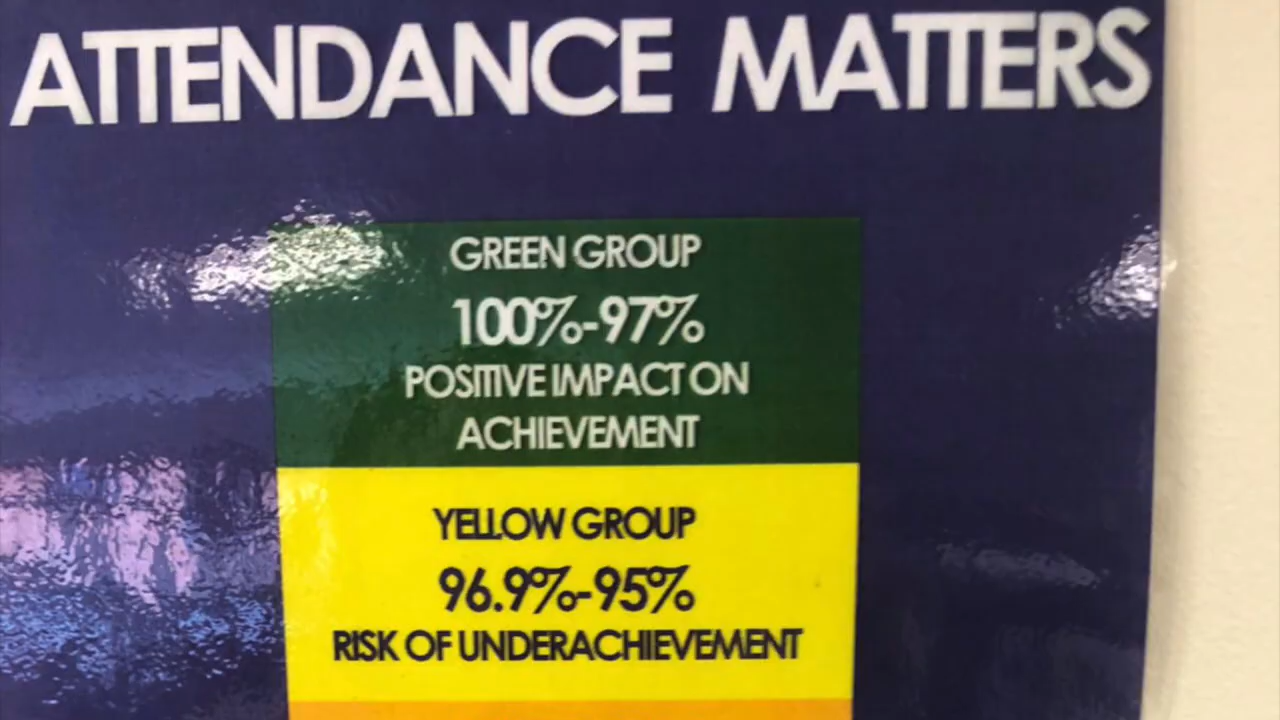 ATTENDANCE MATTERS
GREEN GROUP
100%-97%
POSITIVE IMPACT ON
ACHIEVEMENT
YELLOW GROUP
96.9%-95%
RISK OF UNDERACHIEVEMENT